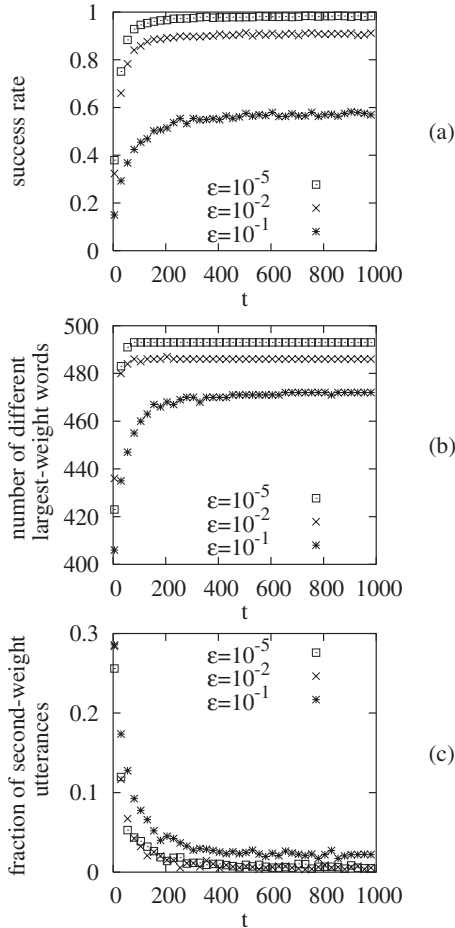 1
0.8
0.6
0.4
0.2
0
success rate
ε=10-5
ε=10-2
ε=10-1
0 200 400 600 800 1000
t
(a)
500
480
460
440
420
400
number of different
largest-weight words
ε=10-5
ε=10-2
ε=10-1
0 200 400 600 800 1000
t
(b)
0.3
0.2
0.1
0
fraction of second-weight
utterances
ε=10-5
ε=10-2
ε=10-1
0 200 400 600 800 1000
t
(c)